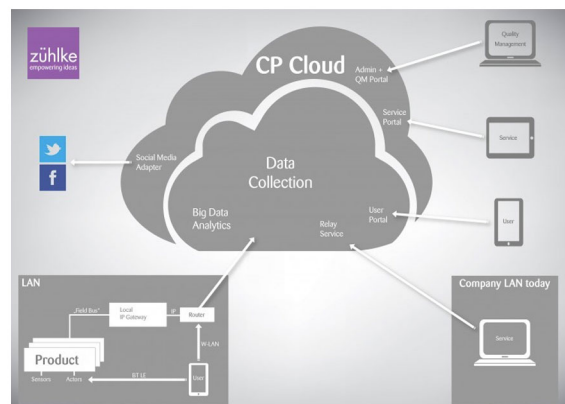 zühlke
empowering ideas
CP Cloud
Admin +
QM Portal
Quality
Management
Service
Portal
Service
Social Media
Adapter
Data
Collection
Big Data
Analytics
Relay
Service
User
Portal
User
LAN
„Field Bus"
Local
IP Gateway
IP
Router
W-LAN
Product
Sensors
Actors
BT LE
User
Company LAN today
Service